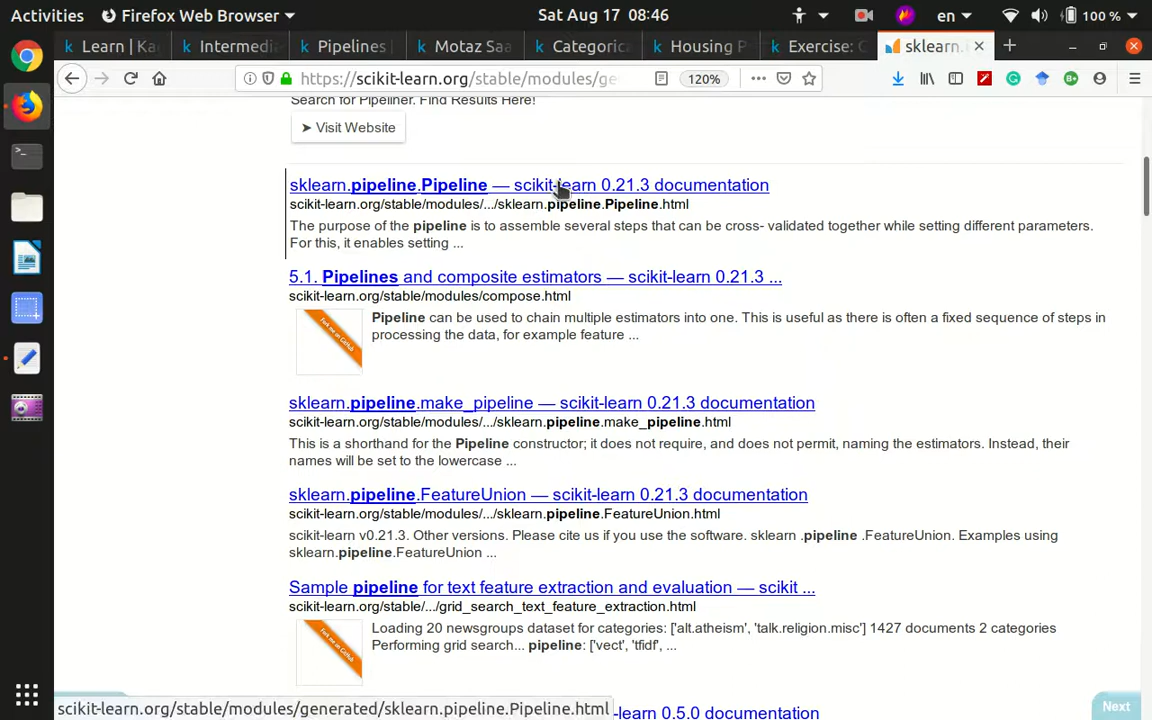 Activities
Firefox Web Browser
Sat Aug 17 08:46
en
100 %
Learn | Ka
Intermedi
Pipelines
Motaz Saa
Categorica
Housing P
Exercise: C
sklearn.
https://scikit-learn.org/stable/modules/ge
120%
Search for Pipeliner. Find Results Here!
➤ Visit Website
sklearn.pipeline.Pipeline — scikit-learn 0.21.3 documentation
scikit-learn.org/stable/modules/.../sklearn.pipeline.Pipeline.html
The purpose of the pipeline is to assemble several steps that can be cross- validated together while setting different parameters.
For this, it enables setting ...
5.1. Pipelines and composite estimators — scikit-learn 0.21.3 ...
scikit-learn.org/stable/modules/compose.html
Fork me on GitHub
Pipeline can be used to chain multiple estimators into one. This is useful as there is often a fixed sequence of steps in
processing the data, for example feature ...
sklearn.pipeline.make_pipeline — scikit-learn 0.21.3 documentation
scikit-learn.org/stable/modules/.../sklearn.pipeline.make_pipeline.html
This is a shorthand for the Pipeline constructor; it does not require, and does not permit, naming the estimators. Instead, their
names will be set to the lowercase ...
sklearn.pipeline.FeatureUnion — scikit-learn 0.21.3 documentation
scikit-learn.org/stable/modules/.../sklearn.pipeline.FeatureUnion.html
scikit-learn v0.21.3. Other versions. Please cite us if you use the software. sklearn .pipeline .FeatureUnion. Examples using
sklearn.pipeline.FeatureUnion ...
Sample pipeline for text feature extraction and evaluation — scikit ...
scikit-learn.org/stable/.../grid_search_text_feature_extraction.html
Fork me on GitHub
Loading 20 newsgroups dataset for categories: ['alt.atheism', 'talk.religion.misc'] 1427 documents 2 categories
Performing grid search... pipeline: ['vect', 'tfidf', ...
scikit-learn.org/stable/modules/generated/sklearn.pipeline.Pipeline.html
-learn 0.5.0 documentation
Next